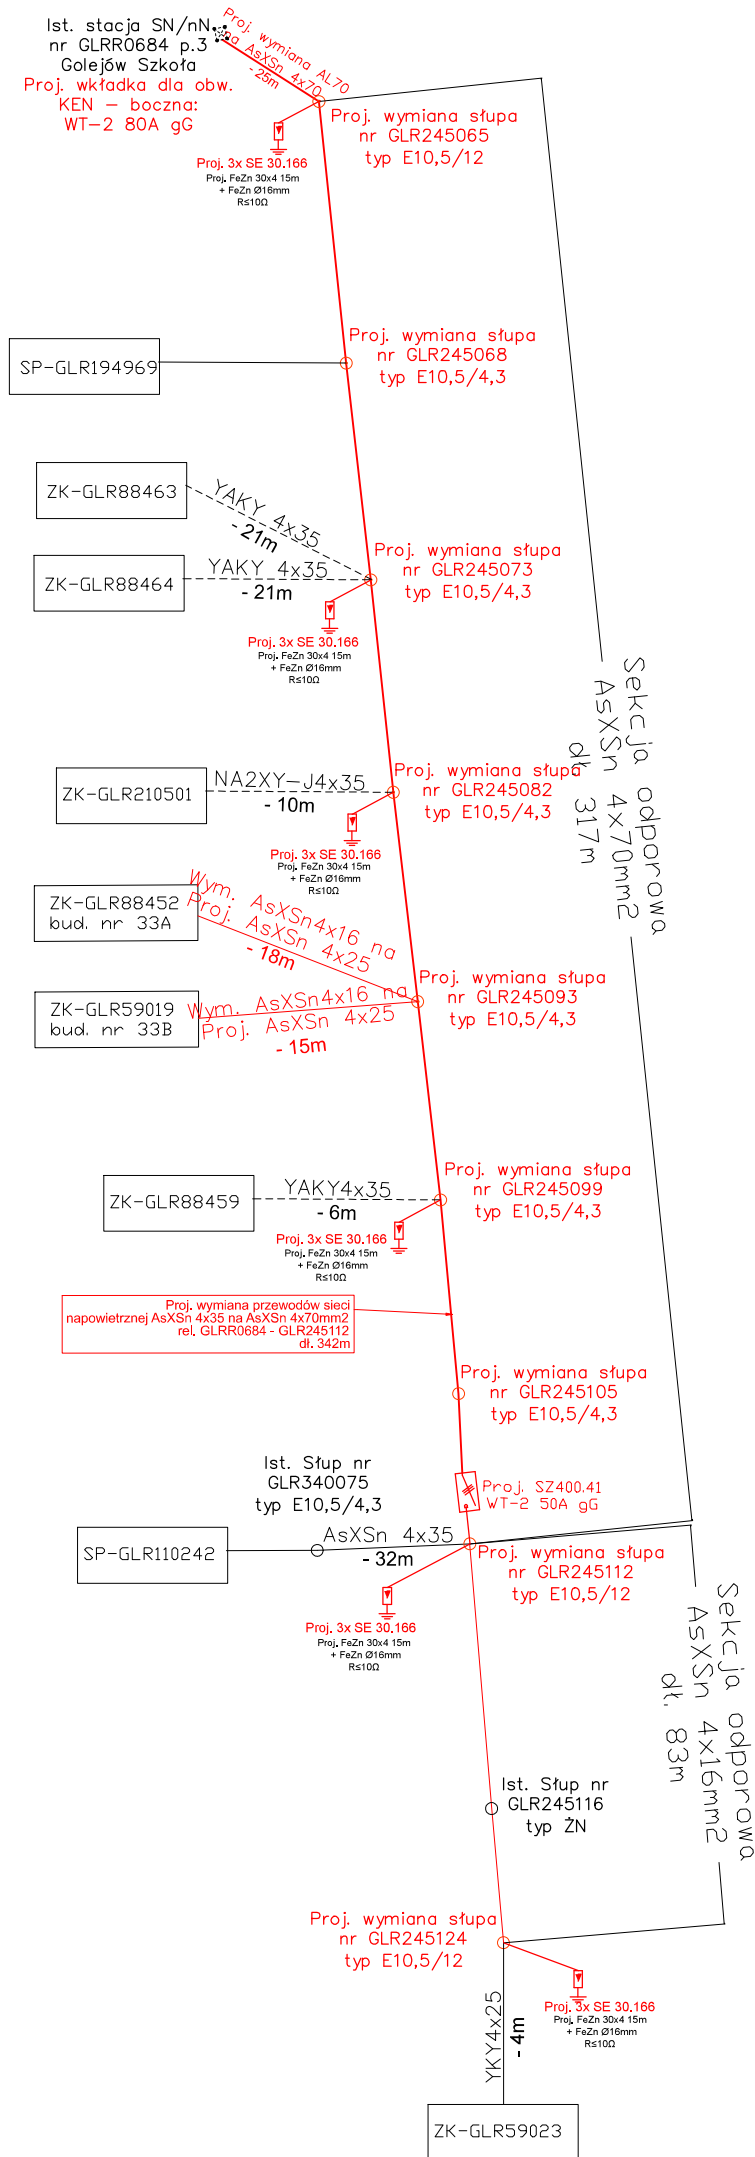 Ist. stacja SN/nN
nr GLRR0684 p.3
Golejów Szkoła
Proj. wkładka dla obw.
KEN – boczna:
WT-2 80A gG
Proj. wymiana AL70
na AsXSn 4x70
- 25m
Proj. wymiana słupa
nr GLR245065
typ E10,5/12
Proj. 3x SE 30.166
Proj. FeZn 30x4 15m
+ FeZn Ø16mm
R≤10Ω
Proj. wymiana słupa
nr GLR245068
typ E10,5/4,3
SP-GLR194969
ZK-GLR88463
YAKY 4x35
- 21m
ZK-GLR88464
YAKY 4x35
- 21m
Proj. wymiana słupa
nr GLR245073
typ E10,5/4,3
Proj. 3x SE 30.166
Proj. FeZn 30x4 15m
+ FeZn Ø16mm
R≤10Ω
Sekcja odporowa
AsXSn 4x70mm2
dł. 317m
ZK-GLR210501
NA2XY-J4x35
- 10m
Proj. wymiana słupa
nr GLR245082
typ E10,5/4,3
Proj. 3x SE 30.166
Proj. FeZn 30x4 15m
+ FeZn Ø16mm
R≤10Ω
ZK-GLR88452
bud. nr 33A
Wym. AsXSn4x16 na
Proj. AsXSn 4x25
- 18m
ZK-GLR59019
bud. nr 33B
Wym. AsXSn4x16 na
Proj. AsXSn 4x25
- 15m
Proj. wymiana słupa
nr GLR245093
typ E10,5/4,3
ZK-GLR88459
YAKY4x35
- 6m
Proj. wymiana słupa
nr GLR245099
typ E10,5/4,3
Proj. 3x SE 30.166
Proj. FeZn 30x4 15m
+ FeZn Ø16mm
R≤10Ω
Proj. wymiana przewodów sieci
napowietrznej AsXSn 4x35 na AsXSn 4x70mm2
rel. GLRR0684 - GLR245112
dł. 342m
Proj. wymiana słupa
nr GLR245105
typ E10,5/4,3
Ist. Słup nr
GLR340075
typ E10,5/4,3
Proj. SZ400.41
WT-2 50A gG
SP-GLR110242
AsXSn 4x35
- 32m
Proj. wymiana słupa
nr GLR245112
typ E10,5/12
Proj. 3x SE 30.166
Proj. FeZn 30x4 15m
+ FeZn Ø16mm
R≤10Ω
Sekcja odporowa
AsXSn 4x16mm2
dł. 83m
Ist. Słup nr
GLR245116
typ ŻN
Proj. wymiana słupa
nr GLR245124
typ E10,5/12
Proj. 3x SE 30.166
Proj. FeZn 30x4 15m
+ FeZn Ø16mm
R≤10Ω
YKY4x25
- 4m
ZK-GLR59023